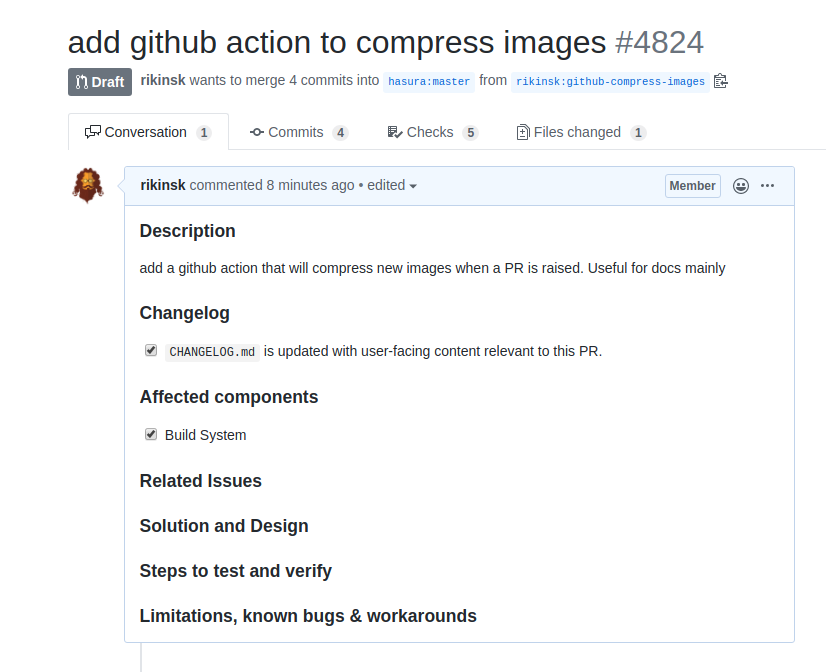 add github action to compress images #4824
Draft rikinsk wants to merge 4 commits into hasura:master from rikinsk:github-compress-images
Conversation 1 Commits 4 Checks 5 Files changed 1
rikinsk commented 8 minutes ago • edited Member
Description
add a github action that will compress new images when a PR is raised. Useful for docs mainly
Changelog
CHANGELOG.md is updated with user-facing content relevant to this PR.
Affected components
Build System
Related Issues
Solution and Design
Steps to test and verify
Limitations, known bugs & workarounds